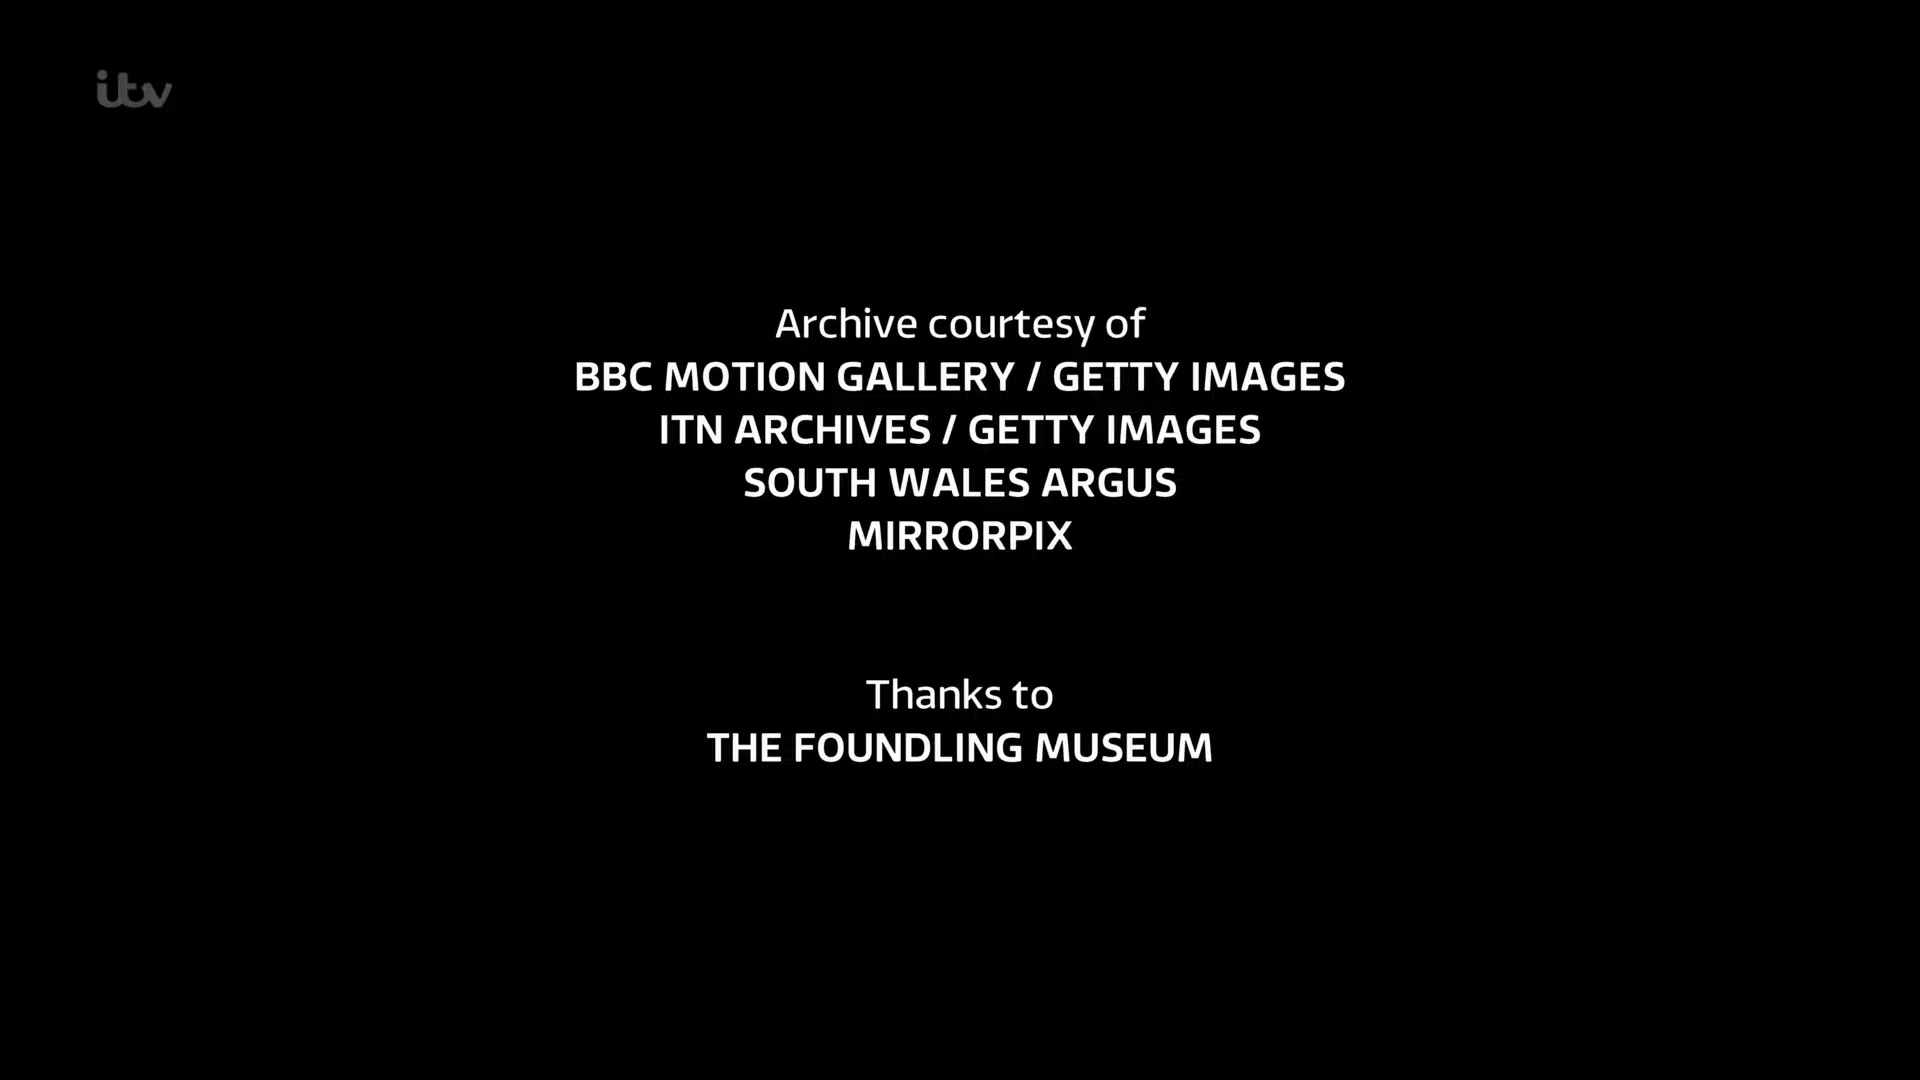 itv
Archive courtesy of
BBC MOTION GALLERY / GETTY IMAGES
ITN ARCHIVES / GETTY IMAGES
SOUTH WALES ARGUS
MIRRORPIX
Thanks to
THE FOUNDLING MUSEUM